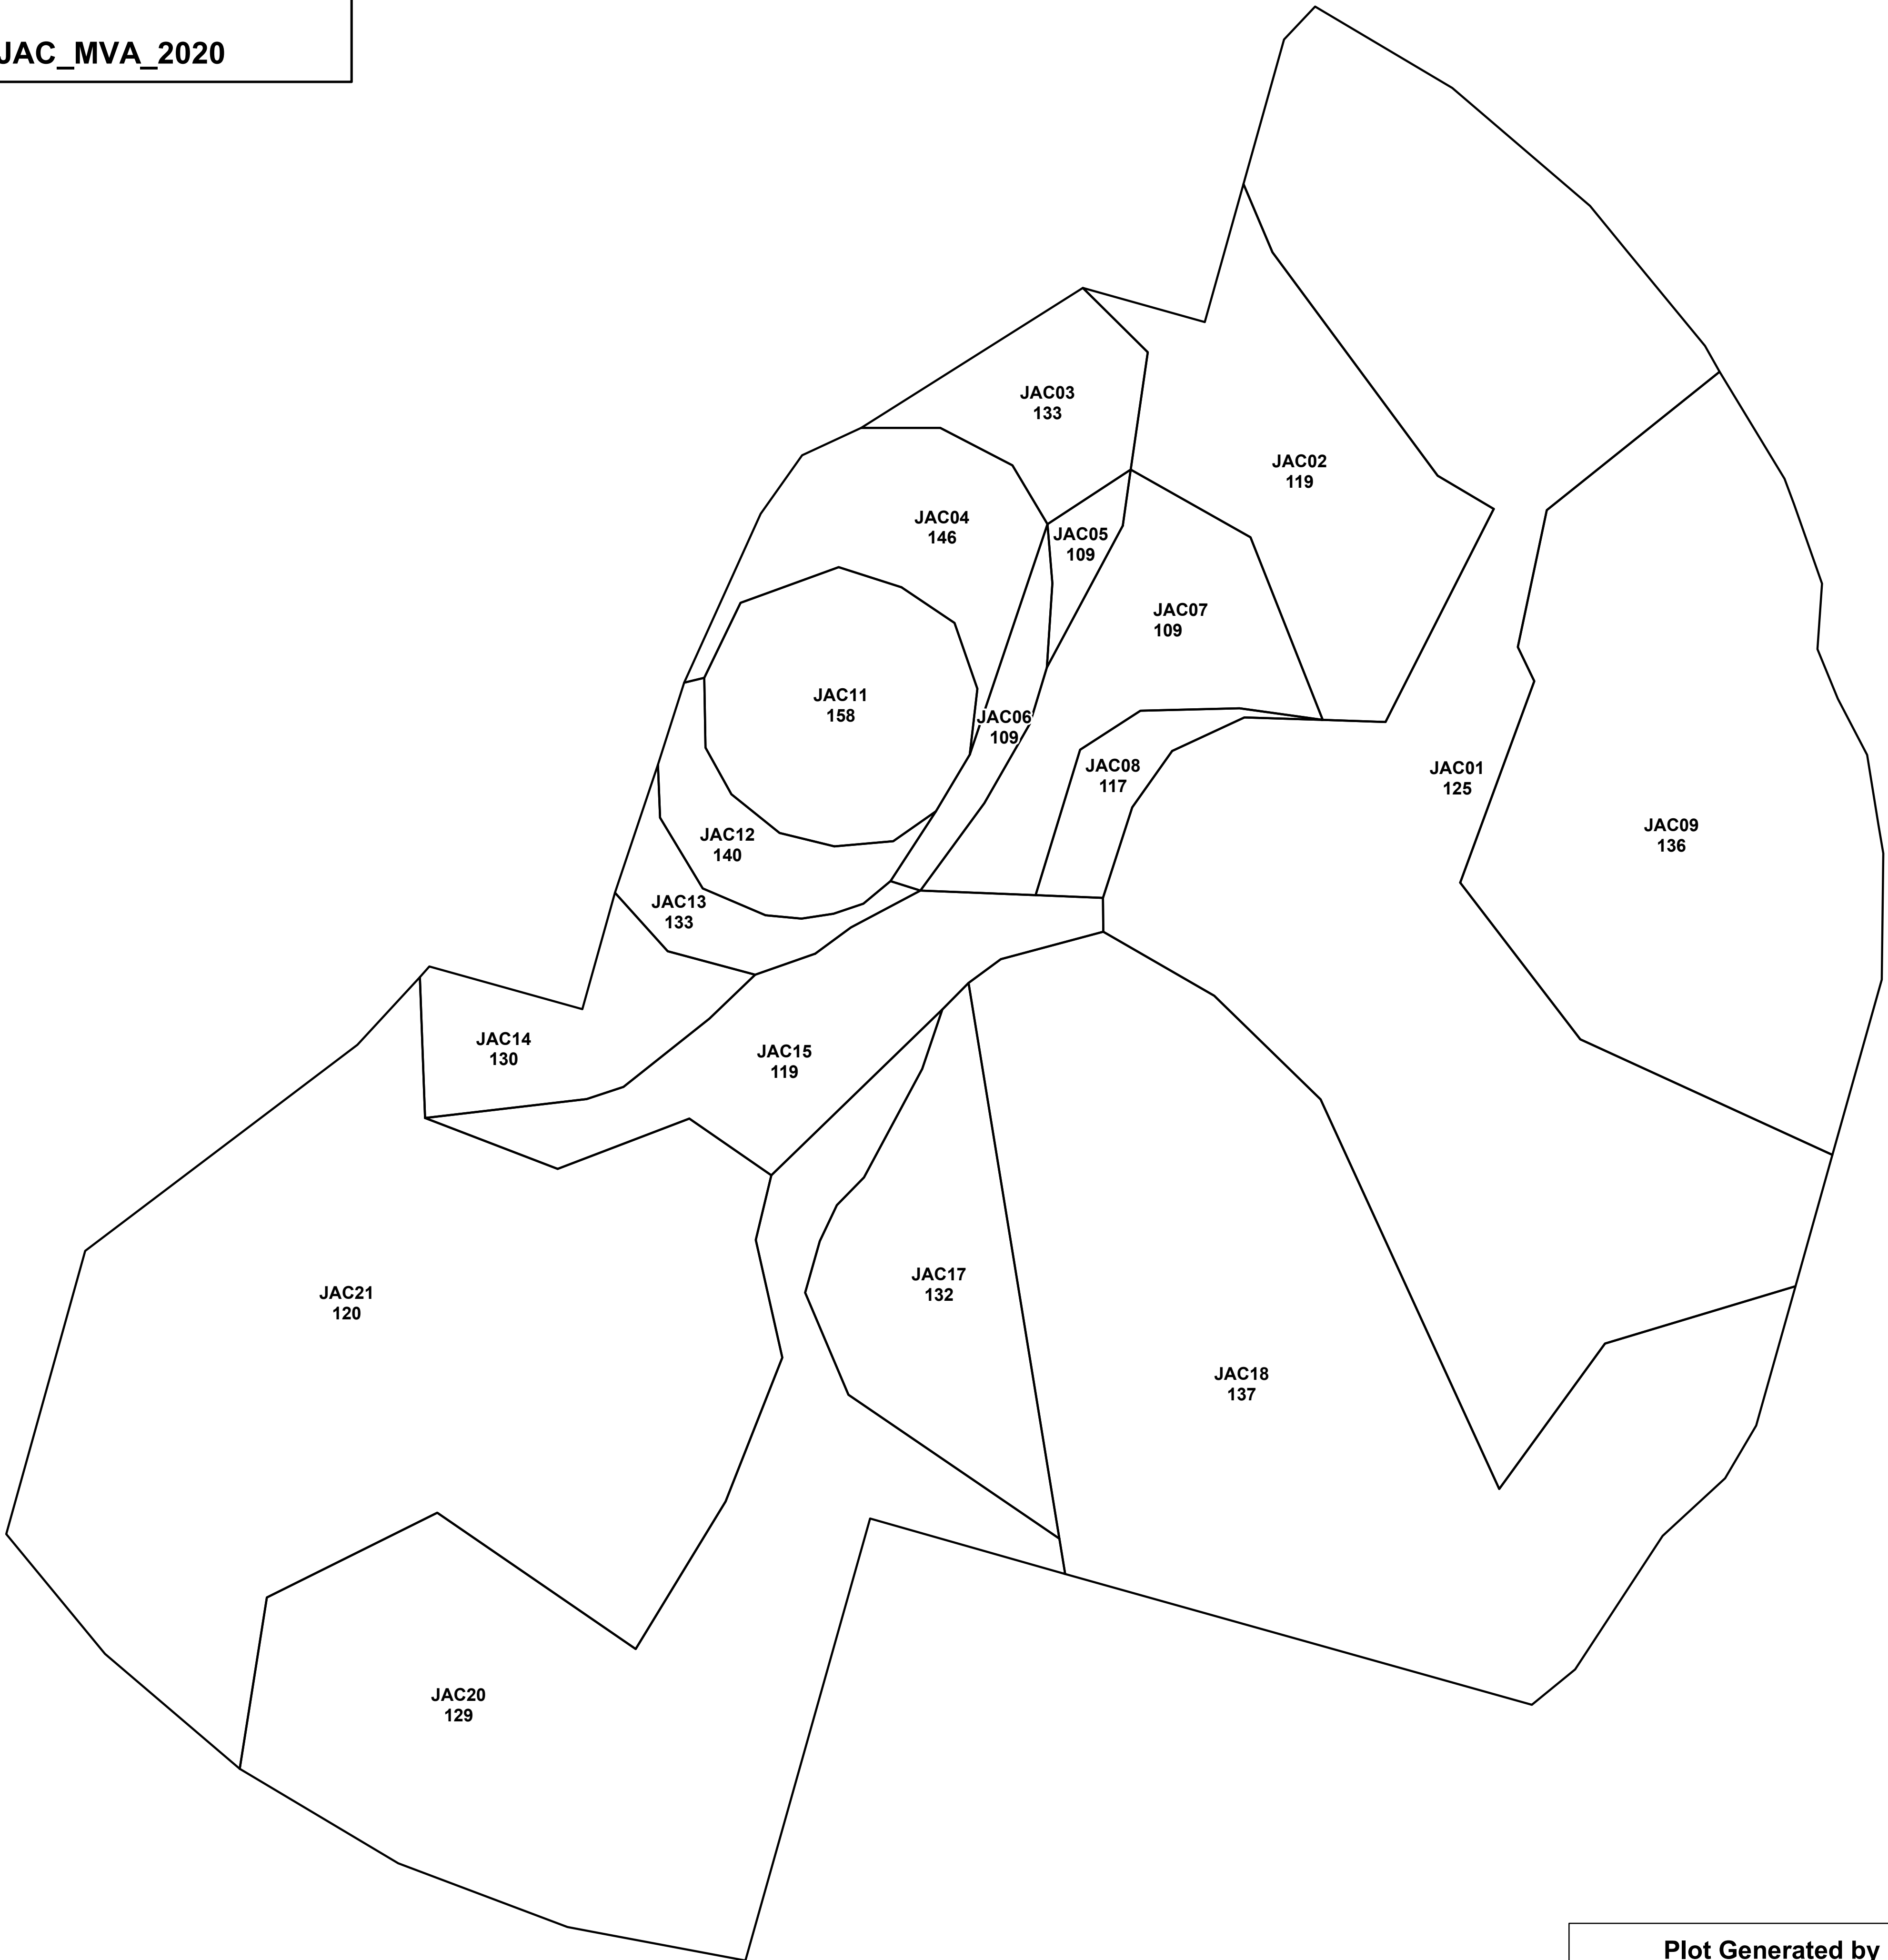 JAC_MVA_2020
JAC03
133
JAC02
119
JAC04
146
JAC05
109
JAC07
109
JAC11
158
JAC06
109
JAC08
117
JAC01
125
JAC09
136
JAC12
140
JAC13
133
JAC14
130
JAC15
119
JAC17
132
JAC21
120
JAC18
137
JAC20
129
Plot Generated by